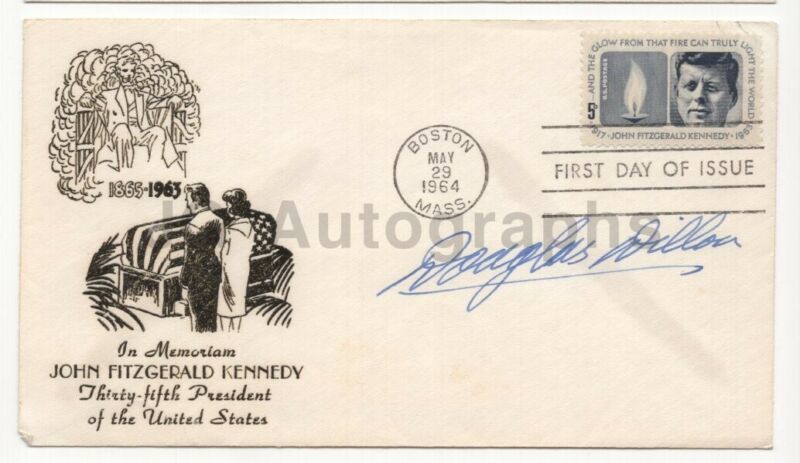 ...AND THE GLOW FROM THAT FIRE CAN TRULY LIGHT THE WORLD
U.S. POSTAGE
5¢
1917 · JOHN FITZGERALD KENNEDY · 1963
BOSTON
MAY
29
1964
MASS.
FIRST DAY OF ISSUE
1865-1963
Autographs
Douglas Dillon
In Memoriam
JOHN FITZGERALD KENNEDY
Thirty-fifth President
of the United States